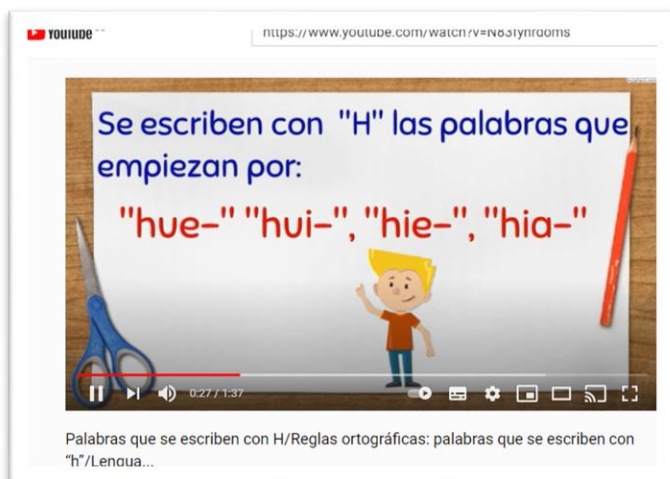 YouTube
https://www.youtube.com/watch?v=N83fynrdoms
Se escriben con "H" las palabras que
empiezan por:
"hue-" "hui-", "hie-", "hia-"
0:27 / 1:37
Palabras que se escriben con H/Reglas ortográficas: palabras que se escriben con
"h"/Lengua...